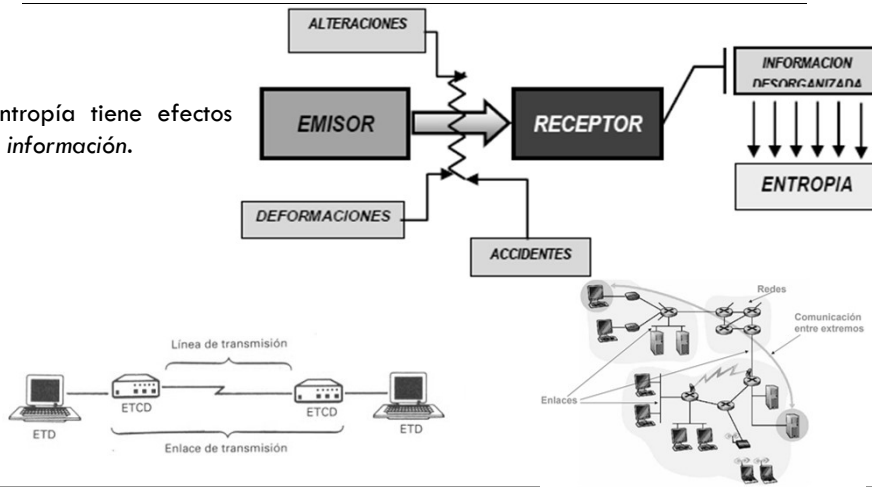 ALTERACIONES
INFORMACION
DESORGANIZADA
ntropía tiene efectos
información.
EMISOR
RECEPTOR
ENTROPIA
DEFORMACIONES
ACCIDENTES
Redes
Comunicación
entre extremos
Enlaces
Línea de transmisión
ETCD
ETCD
ETD
ETD
Enlace de transmisión